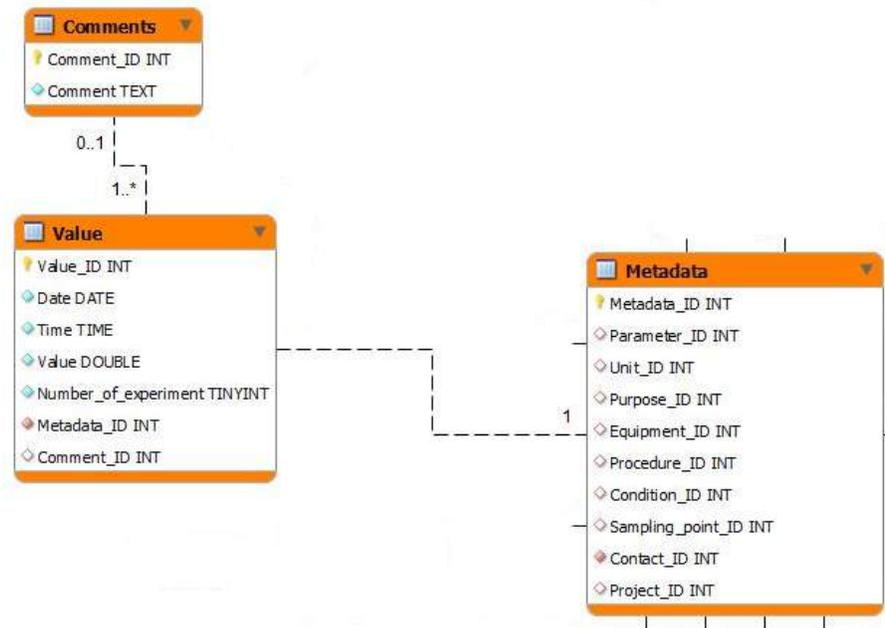 Comments
Comment_ID INT
Comment TEXT
0..1
1..*
Value
Value_ID INT
Date DATE
Time TIME
Value DOUBLE
Number_of_experiment TINYINT
Metadata_ID INT
Comment_ID INT
1
Metadata
Metadata_ID INT
Parameter_ID INT
Unit_ID INT
Purpose_ID INT
Equipment_ID INT
Procedure_ID INT
Condition_ID INT
Sampling_point_ID INT
Contact_ID INT
Project_ID INT